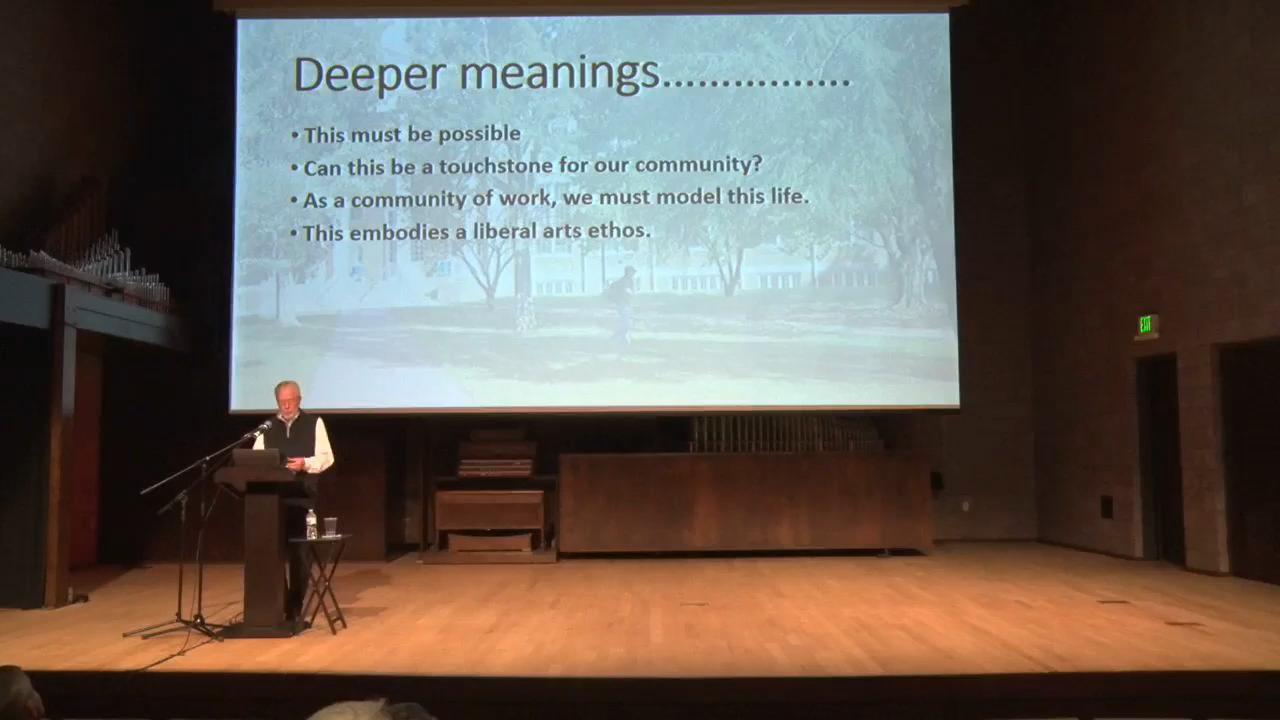 Deeper meanings................
• This must be possible
• Can this be a touchstone for our community?
• As a community of work, we must model this life.
• This embodies a liberal arts ethos.
EXIT